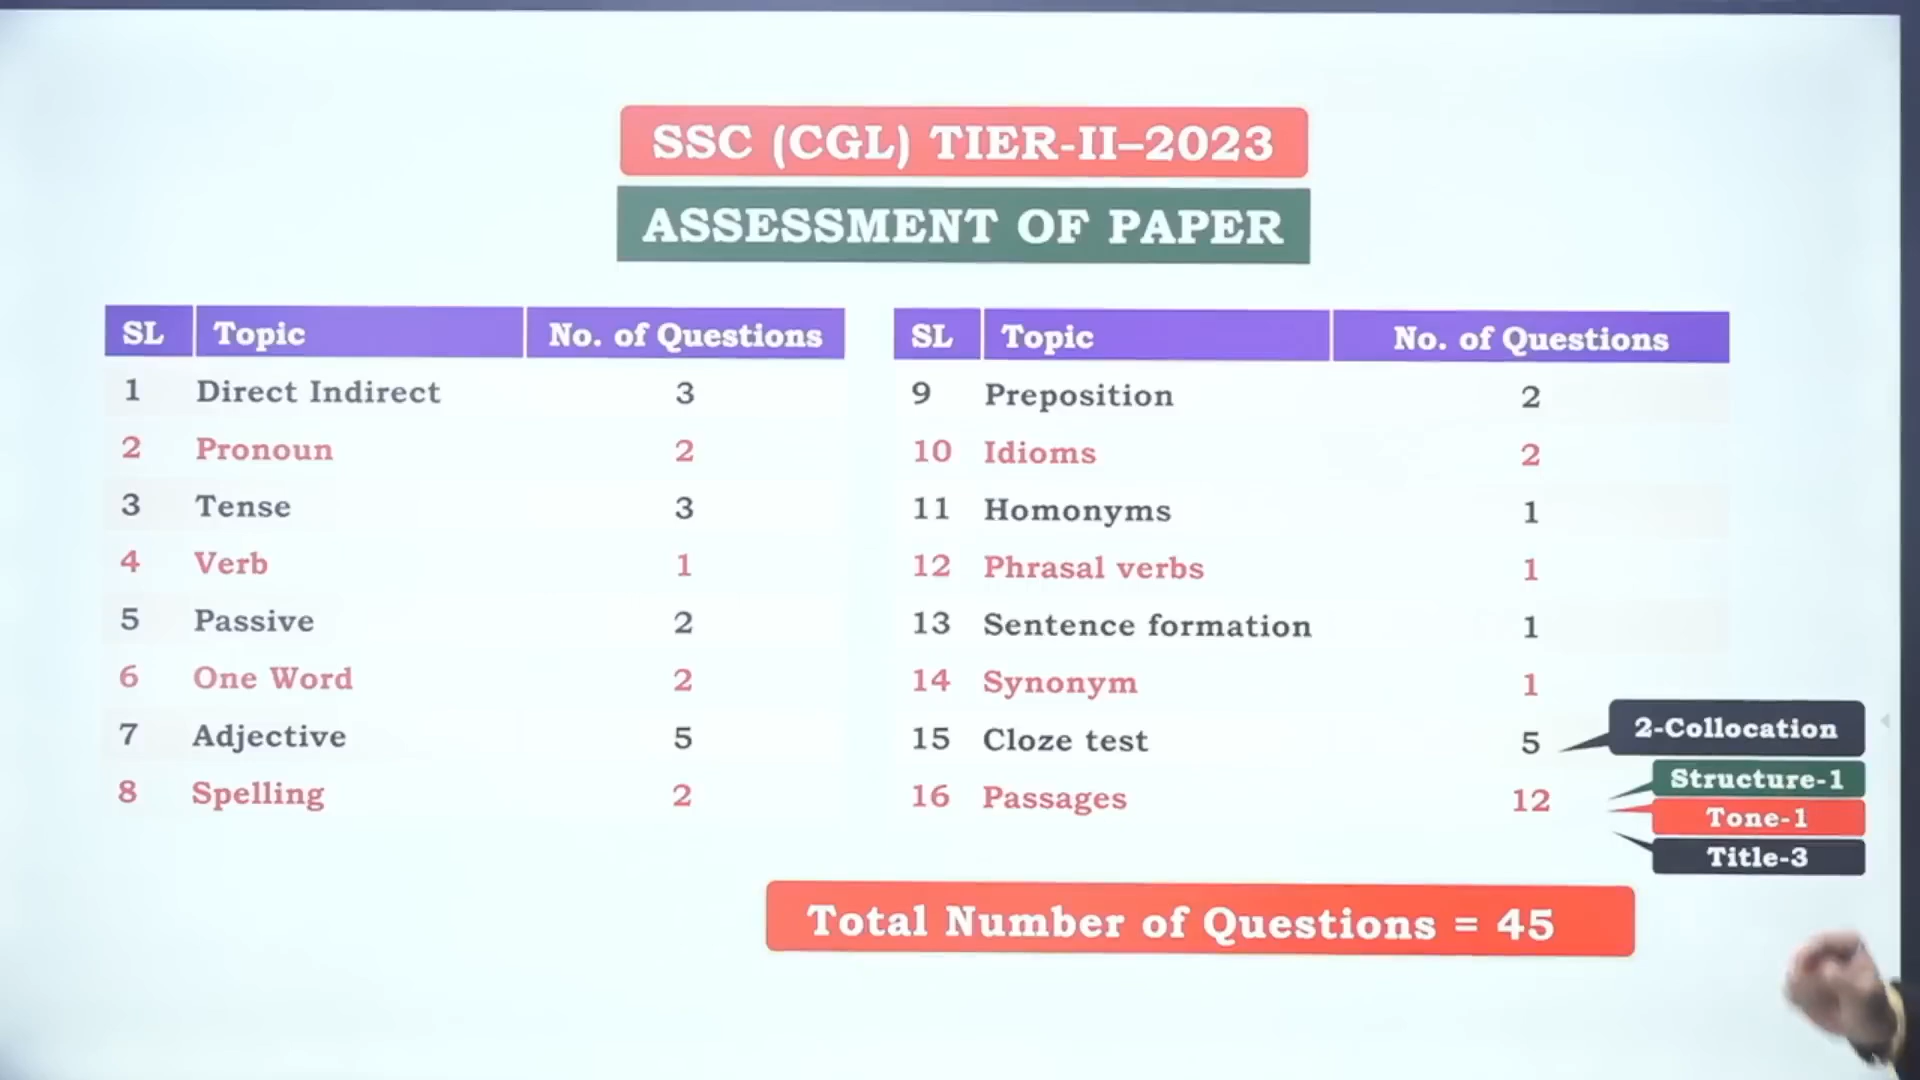 SSC (CGL) TIER-II–2023
ASSESSMENT OF PAPER
SL Topic No. of Questions
1 Direct Indirect 3
2 Pronoun 2
3 Tense 3
4 Verb 1
5 Passive 2
6 One Word 2
7 Adjective 5
8 Spelling 2
SL Topic No. of Questions
9 Preposition 2
10 Idioms 2
11 Homonyms 1
12 Phrasal verbs 1
13 Sentence formation 1
14 Synonym 1
15 Cloze test 5
2-Collocation
16 Passages 12
Structure-1
Tone-1
Title-3
Total Number of Questions = 45